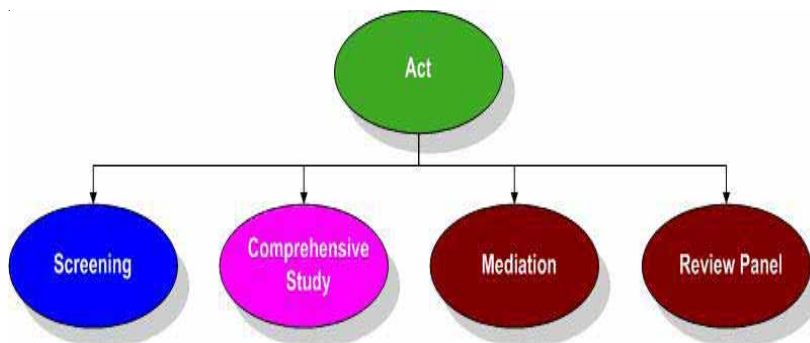 Act
Screening
Comprehensive
Study
Mediation
Review Panel